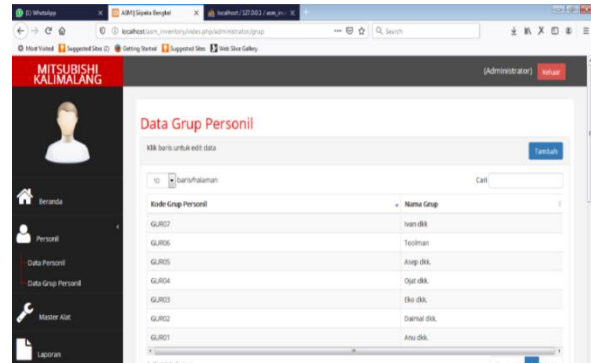 (1) WhatsApp
ASM | Sipeka Bengkel
localhost / 127.0.0.1 / asm_inv
localhost/asm_inventory/index.php/administrator/grup
Search
Most Visited
Suggested Sites (2)
Getting Started
Suggested Sites
Web Slice Gallery
MITSUBISHI
KALIMALANG
(Administrator)
Keluar
Data Grup Personil
Klik baris untuk edit data
Tambah
10 baris/halaman
Cari
Beranda
Kode Grup Personil Nama Grup
GUR07 Ivan dkk
Personil
GUR06 Toolman
Data Personil
GUR05 Asep dkk.
Data Grup Personil
GUR04 Ojat dkk.
GUR03 Eko dkk.
Master Alat
GUR02 Daimal dkk.
GUR01 Anu dkk.
Laporan